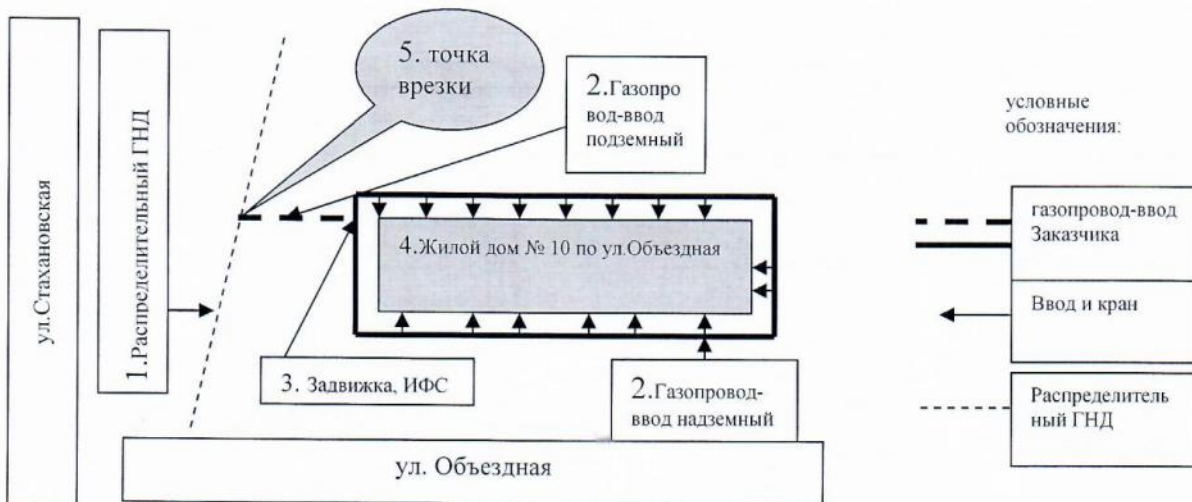 ул.Стахановская
1.Распределительный ГНД
5. точка
врезки
2.Газопро
вод-ввод
подземный
4.Жилой дом № 10 по ул.Объездная
3. Задвижка, ИФС
2.Газопровод-
ввод надземный
ул. Объездная
условные
обозначения:
газопровод-ввод
Заказчика
Ввод и кран
Распределитель
ный ГНД